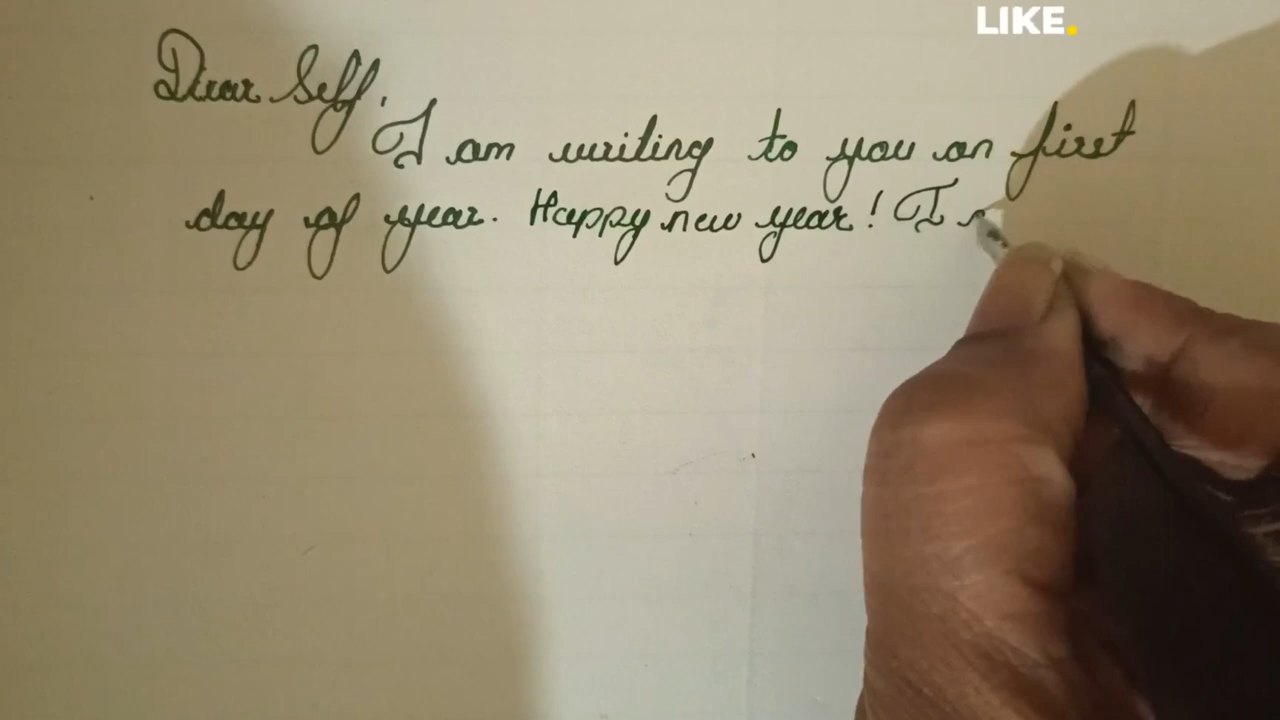 LIKE.
Dear Self,
I am writing to you on first
day of year. Happy new year! I